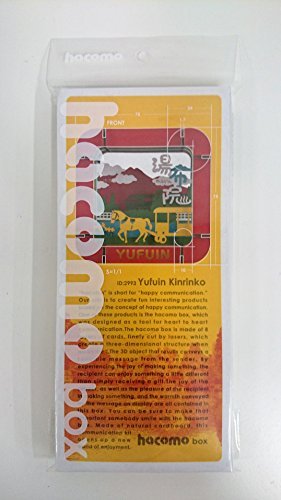 hacomo
FRONT
湯布院
YUFUIN
S=1/1
ID:2993 Yufuin Kinrinko
is short for "happy communication."
to create fun interesting products
concept of happy communication.
these products is the hacomo box, which
was designed as a tool for heart to heart
communication. The hacomo box is made of 8
cards, finely cut by lasers, which
three-dimensional structure when
The 3D object that results conveys a
message from the sender, by
experiencing the joy of making something, the
recipient can enjoy something a little different
than simply receiving a gift. The joy of the
as well as the pleasure of the recipient
in making something, and the warmth conveyed
the message on display are all contained in
this box. You can be sure to make that
important somebody smile with the hacomo
box. Made of natural cardboard, this
communication kit
opens up a new
kind of enjoyment.
hacomo box
hacomo box